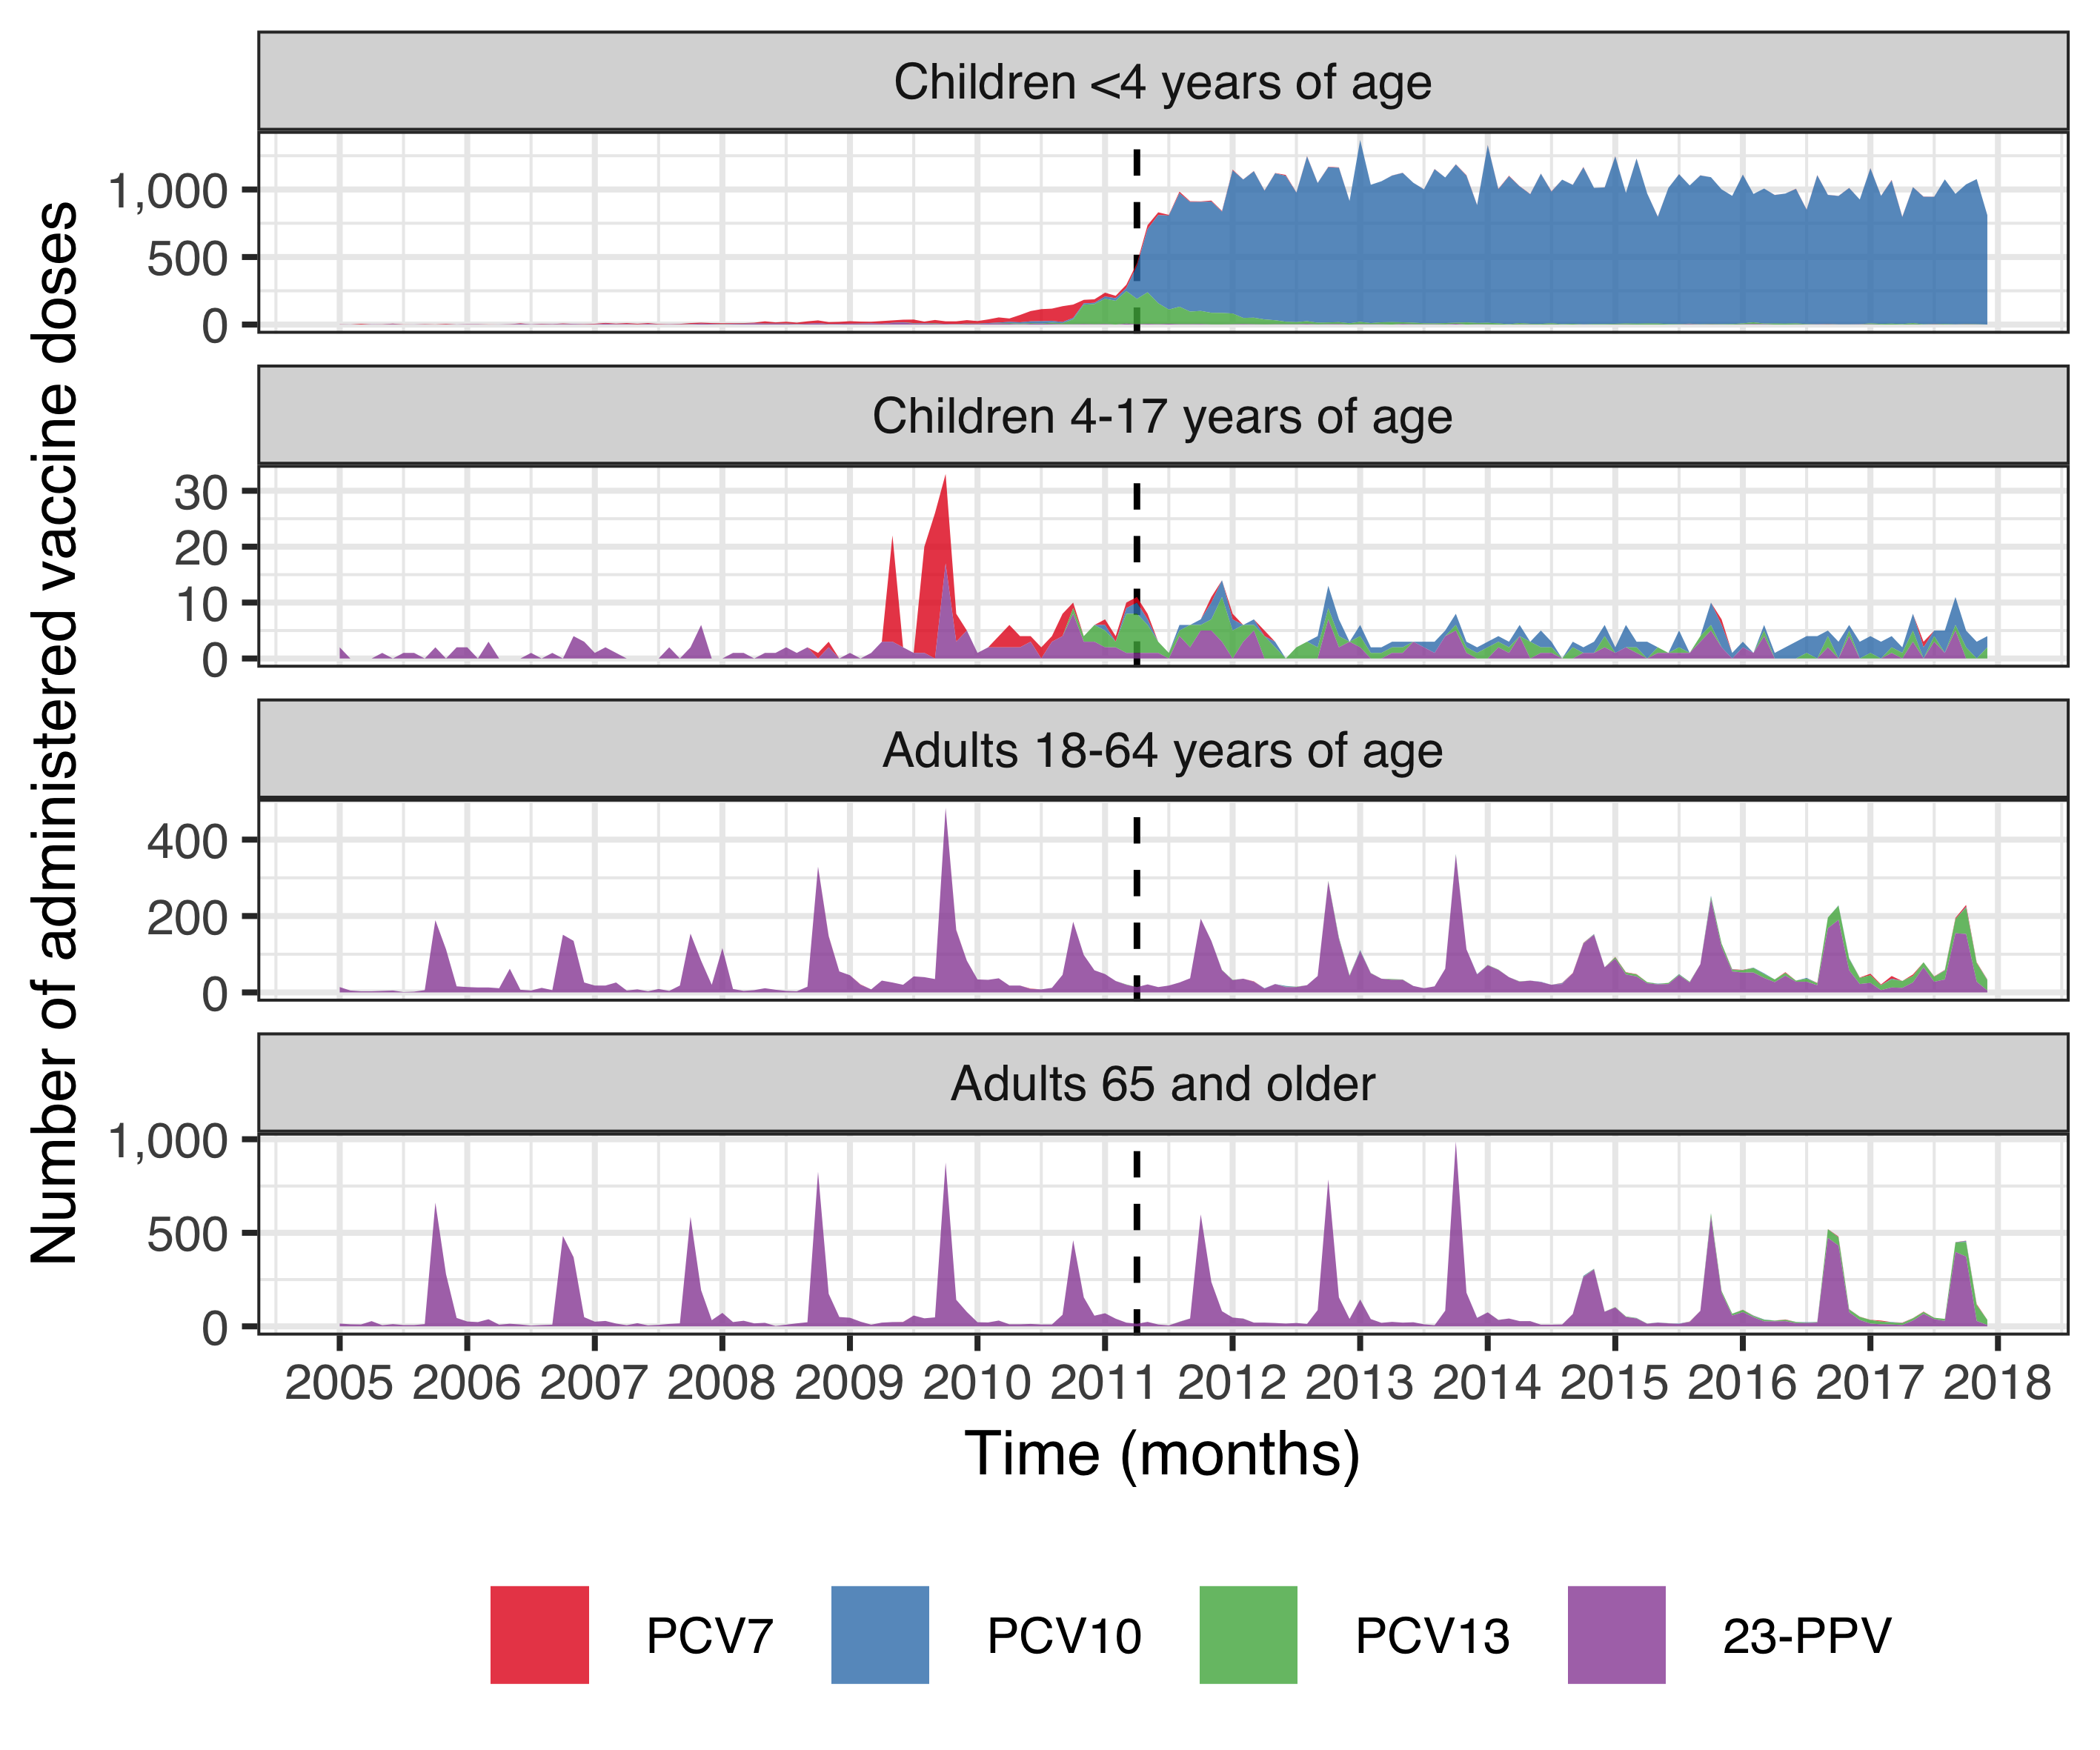 Children <4 years of age
1,000
500
0
Children 4-17 years of age
30
20
10
0
Adults 18-64 years of age
400
200
0
Adults 65 and older
1,000
500
0
Number of administered vaccine doses
2005 2006 2007 2008 2009 2010 2011 2012 2013 2014 2015 2016 2017 2018
Time (months)
PCV7 PCV10 PCV13 23-PPV